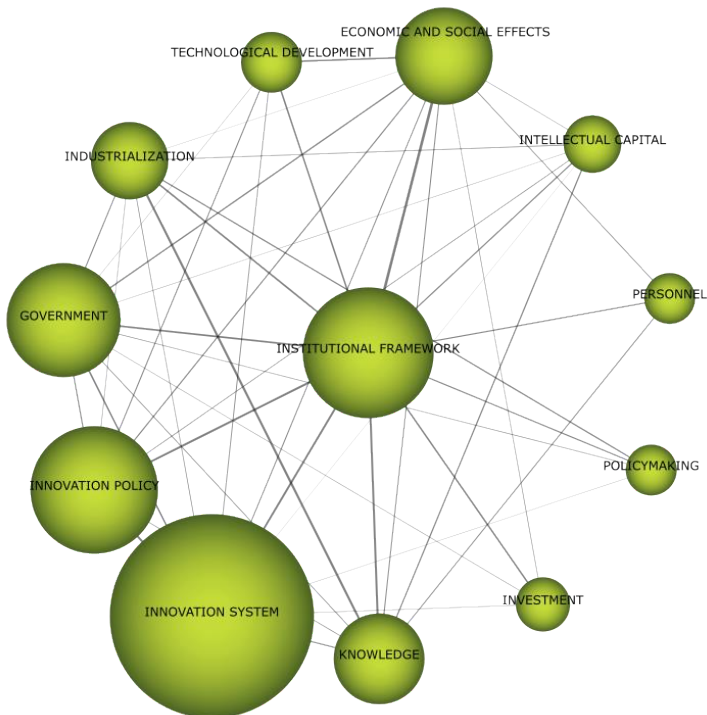 ECONOMIC AND SOCIAL EFFECTS
TECHNOLOGICAL DEVELOPMENT
INTELLECTUAL CAPITAL
INDUSTRIALIZATION
PERSONNEL
GOVERNMENT
INSTITUTIONAL FRAMEWORK
POLICYMAKING
INNOVATION POLICY
INVESTMENT
INNOVATION SYSTEM
KNOWLEDGE